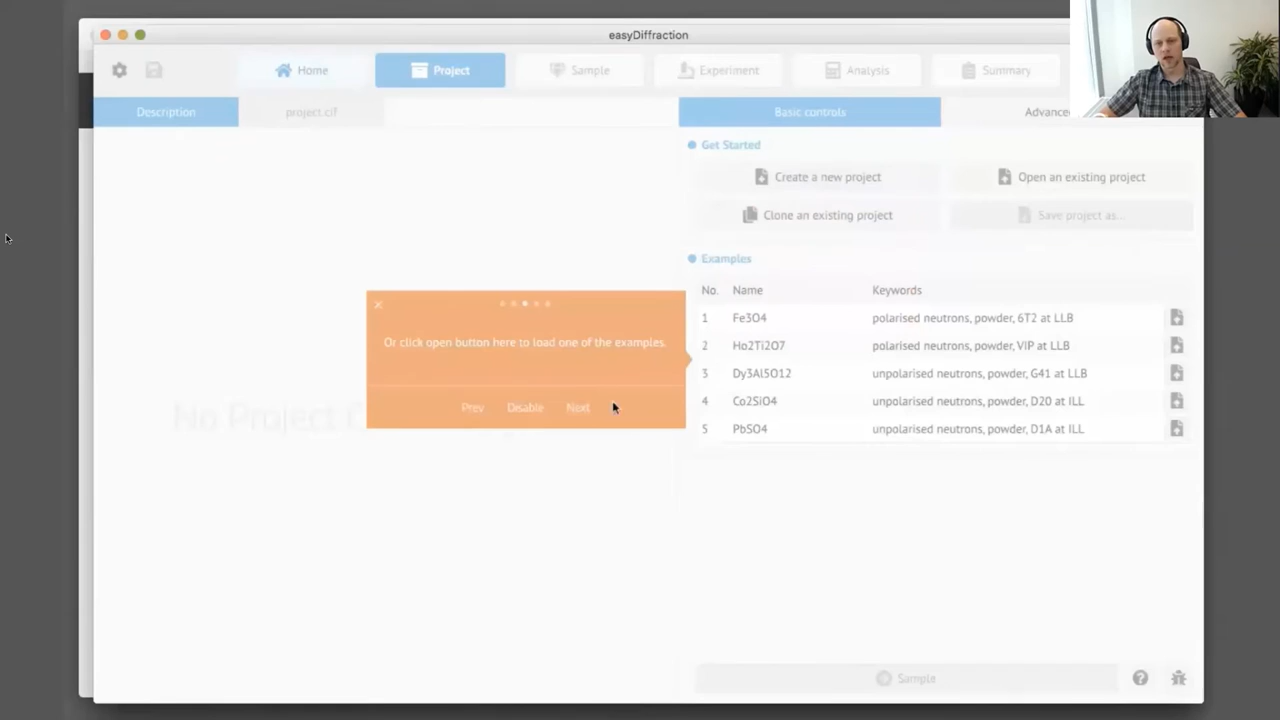 easyDiffraction
Home
Project
Sample
Experiment
Analysis
Summary
Description
project.cif
Basic controls
Get Started
Create a new project
Open an existing project
Clone an existing project
Save project as...
Examples
No. Name Keywords
1 Fe3O4 polarised neutrons, powder, 6T2 at LLB
2 Ho2Ti2O7 polarised neutrons, powder, VIP at LLB
3 Dy3Al5O12 unpolarised neutrons, powder, G41 at LLB
4 Co2SiO4 unpolarised neutrons, powder, D20 at ILL
5 PbSO4 unpolarised neutrons, powder, D1A at ILL
Or click open button here to load one of the examples.
Prev Disable Next
No Project
Sample